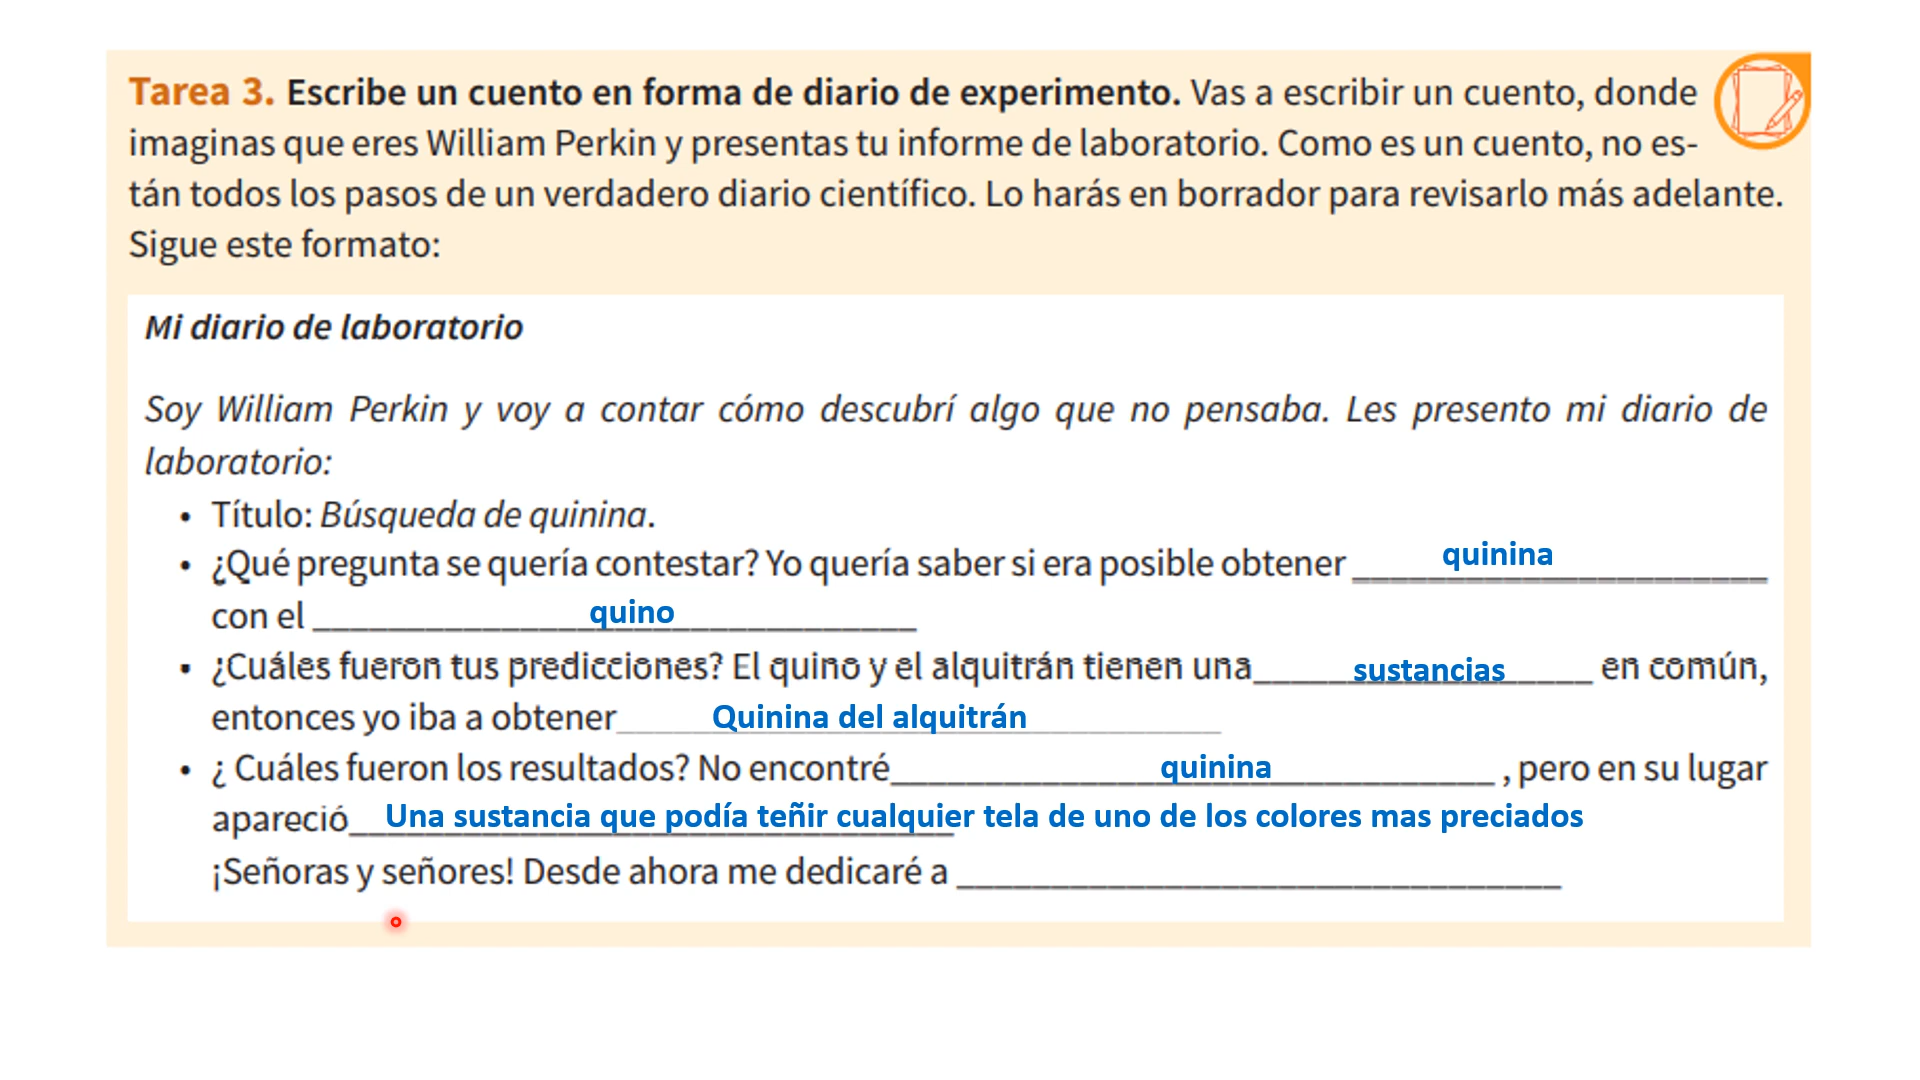 Tarea 3. Escribe un cuento en forma de diario de experimento. Vas a escribir un cuento, donde
imaginas que eres William Perkin y presentas tu informe de laboratorio. Como es un cuento, no es-
tán todos los pasos de un verdadero diario científico. Lo harás en borrador para revisarlo más adelante.
Sigue este formato:
Mi diario de laboratorio
Soy William Perkin y voy a contar cómo descubrí algo que no pensaba. Les presento mi diario de
laboratorio:
• Título: Búsqueda de quinina.
• ¿Qué pregunta se quería contestar? Yo quería saber si era posible obtener quinina
con el quino
• ¿Cuáles fueron tus predicciones? El quino y el alquitrán tienen una sustancias en común,
entonces yo iba a obtener Quinina del alquitrán
• ¿ Cuáles fueron los resultados? No encontré quinina , pero en su lugar
apareció Una sustancia que podía teñir cualquier tela de uno de los colores mas preciados
¡Señoras y señores! Desde ahora me dedicaré a ________________________________